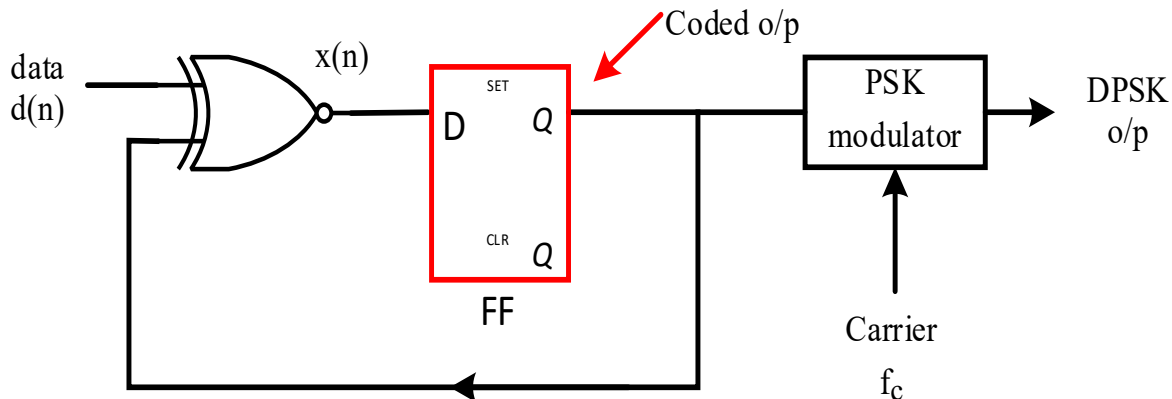 Coded o/p
data
d(n)
x(n)
SET
D
Q
CLR
Q
FF
PSK
modulator
DPSK
o/p
Carrier
fc